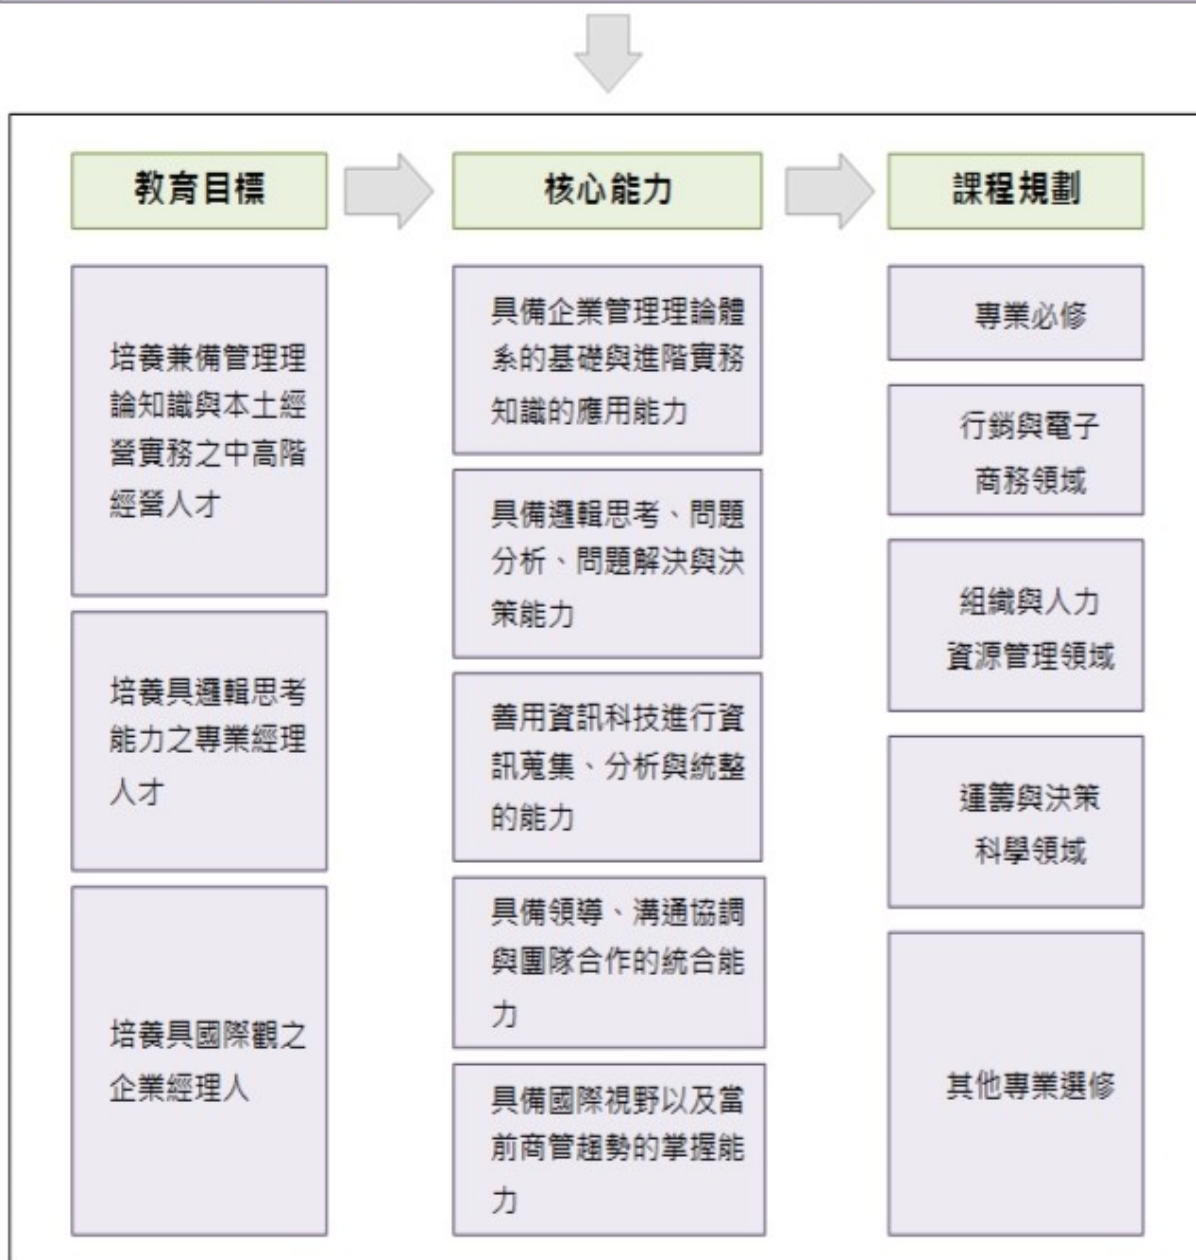 教育目標
核心能力
課程規劃
培養兼備管理理
論知識與本土經
營實務之中高階
經營人才
培養具邏輯思考
能力之專業經理
人才
培養具國際觀之
企業經理人
具備企業管理理論體
系的基礎與進階實務
知識的應用能力
具備邏輯思考、問題
分析、問題解決與決
策能力
善用資訊科技進行資
訊蒐集、分析與統整
的能力
具備領導、溝通協調
與團隊合作的統合能
力
具備國際視野以及當
前商管趨勢的掌握能
力
專業必修
行銷與電子
商務領域
組織與人力
資源管理領域
運籌與決策
科學領域
其他專業選修